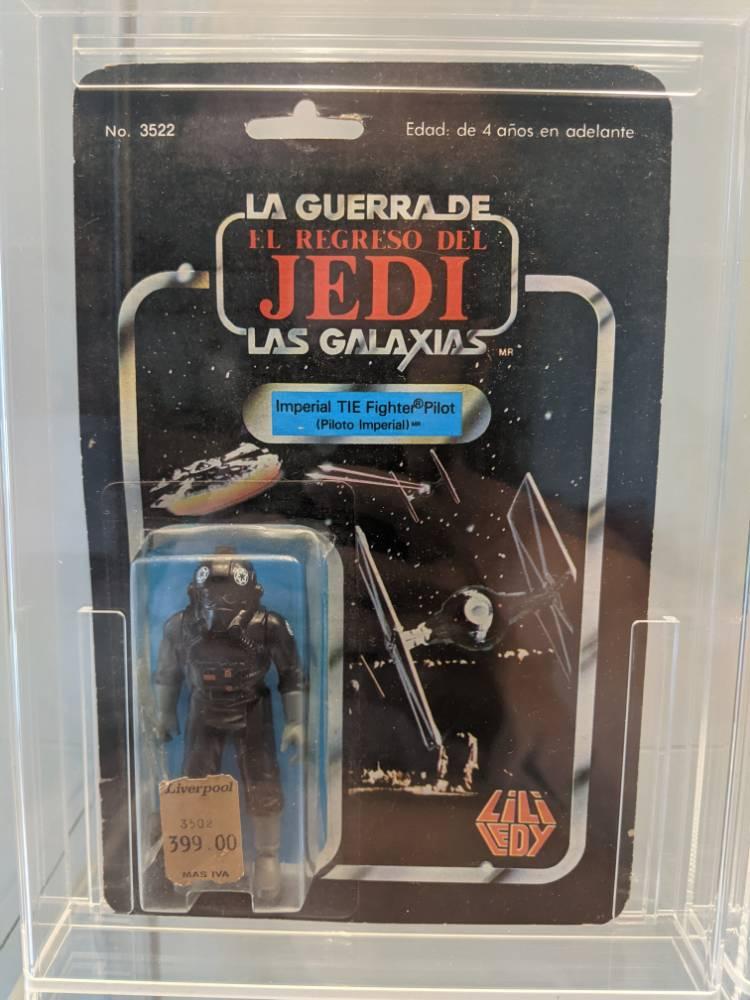 No. 3522
Edad: de 4 años en adelante
LA GUERRA DE
EL REGRESO DEL
JEDI
LAS GALAXIAS MR
Imperial TIE Fighter® Pilot
(Piloto Imperial) MR
Liverpool
3502
399.00
MAS IVA
LILI
LEDY